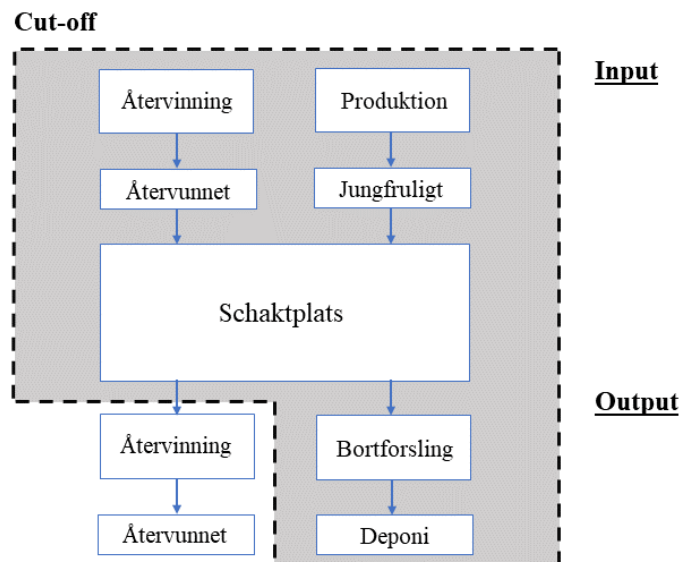 Cut-off
Input
Återvinning
Produktion
Återvunnet
Jungfruligt
Schaktplats
Output
Återvinning
Bortforsling
Återvunnet
Deponi